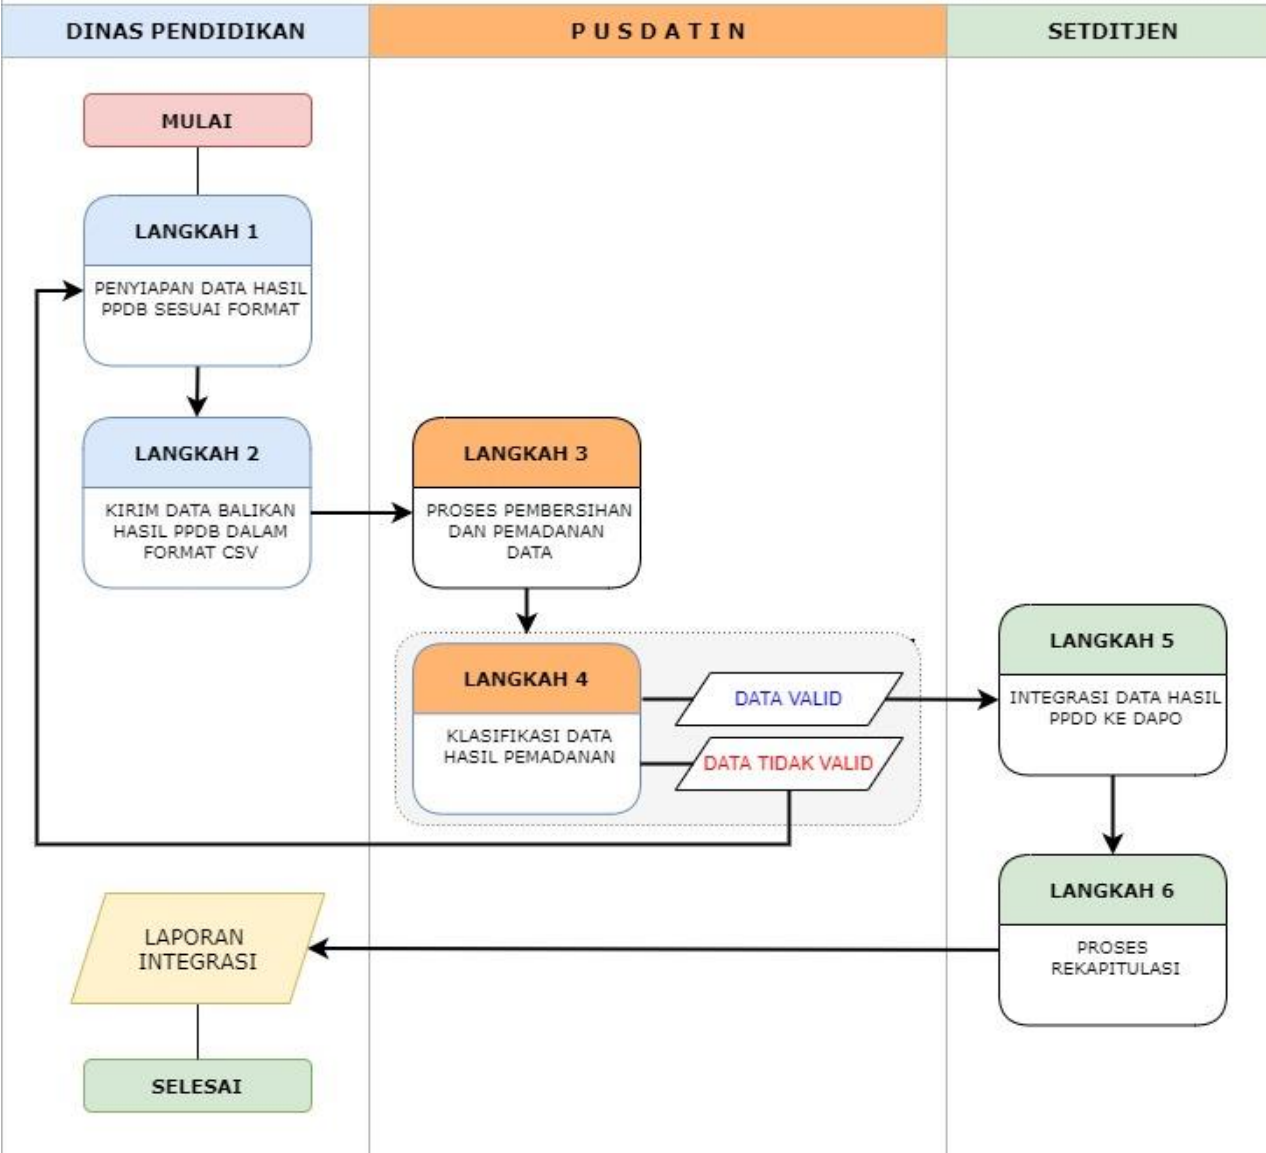 DINAS PENDIDIKAN
PUSDATIN
SETDITJEN
MULAI
LANGKAH 1
PENYIAPAN DATA HASIL
PPDB SESUAI FORMAT
LANGKAH 2
KIRIM DATA BALIKAN
HASIL PPDB DALAM
FORMAT CSV
LANGKAH 3
PROSES PEMBERSIHAN
DAN PEMADANAN
DATA
LANGKAH 4
KLASIFIKASI DATA
HASIL PEMADANAN
DATA VALID
DATA TIDAK VALID
LANGKAH 5
INTEGRASI DATA HASIL
PPDD KE DAPO
LANGKAH 6
PROSES
REKAPITULASI
LAPORAN
INTEGRASI
SELESAI